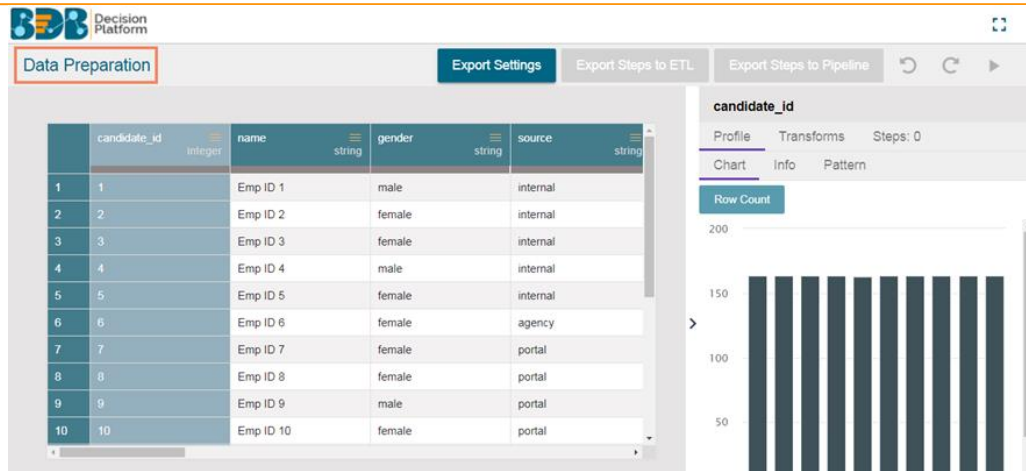 BDB Decision
Platform
Data Preparation Export Settings Export Steps to ETL Export Steps to Pipeline
candidate_id
Profile Transforms Steps: 0
Chart Info Pattern
Row Count
candidate_id integer name string gender string source string
1 1 Emp ID 1 male internal
2 2 Emp ID 2 female internal
3 3 Emp ID 3 female internal
4 4 Emp ID 4 male internal
5 5 Emp ID 5 female internal
6 6 Emp ID 6 female agency
7 7 Emp ID 7 female portal
8 8 Emp ID 8 female portal
9 9 Emp ID 9 male portal
10 10 Emp ID 10 female portal
200
150
100
50